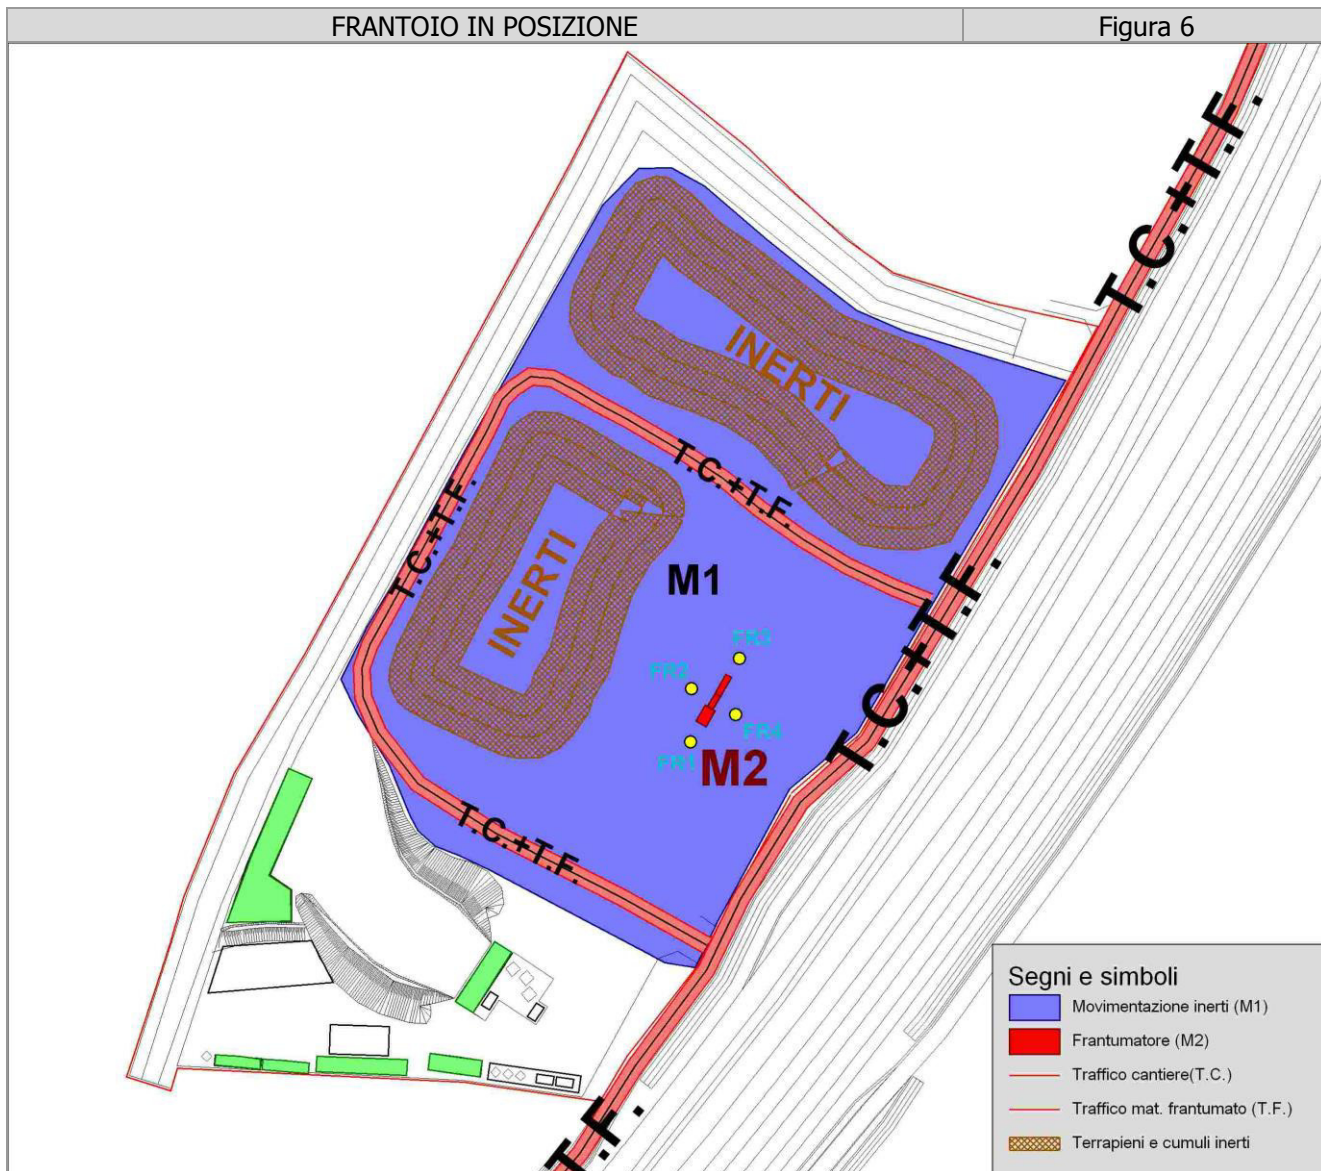 FRANTOIO IN POSIZIONE
Figura 6
T.C.+T.F.
INERTI
T.C.+T.F.
T.C.+T.F.
INERTI
M1
T.C.+T.F.
FR3
FR2
FR4
FR1
M2
T.C.+T.F.
T.F.
Segni e simboli
Movimentazione inerti (M1)
Frantumatore (M2)
Traffico cantiere(T.C.)
Traffico mat. frantumato (T.F.)
Terrapieni e cumuli inerti